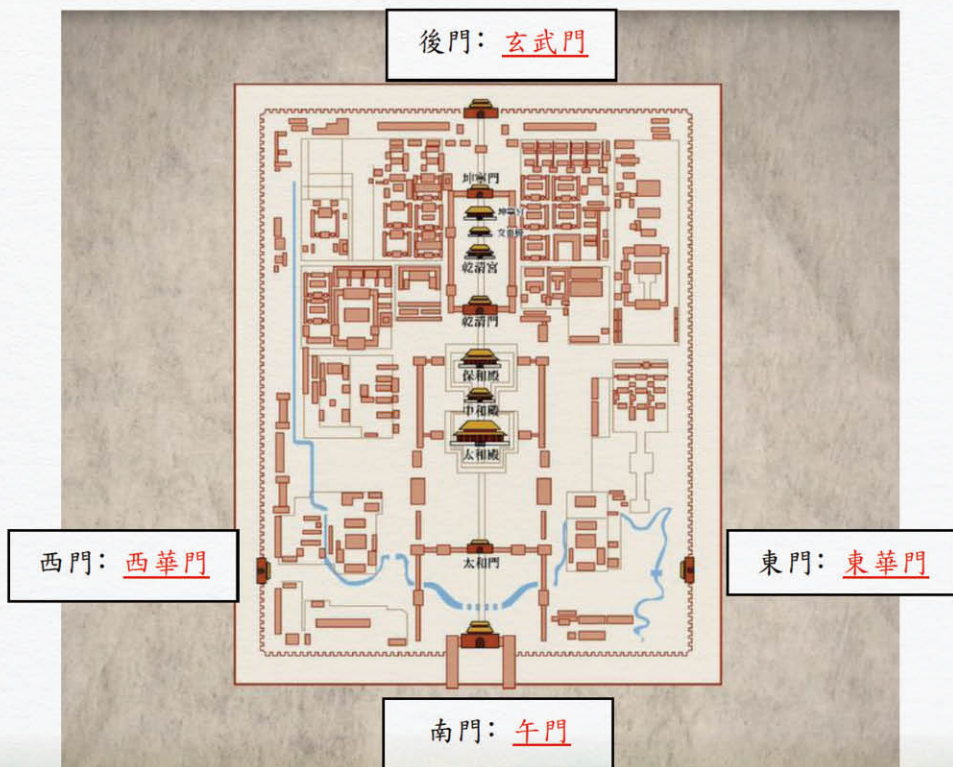 後門：玄武門
坤寧門
坤寧宮
交泰殿
乾清宮
乾清門
保和殿
中和殿
太和殿
西門：西華門
東門：東華門
太和門
南門：午門